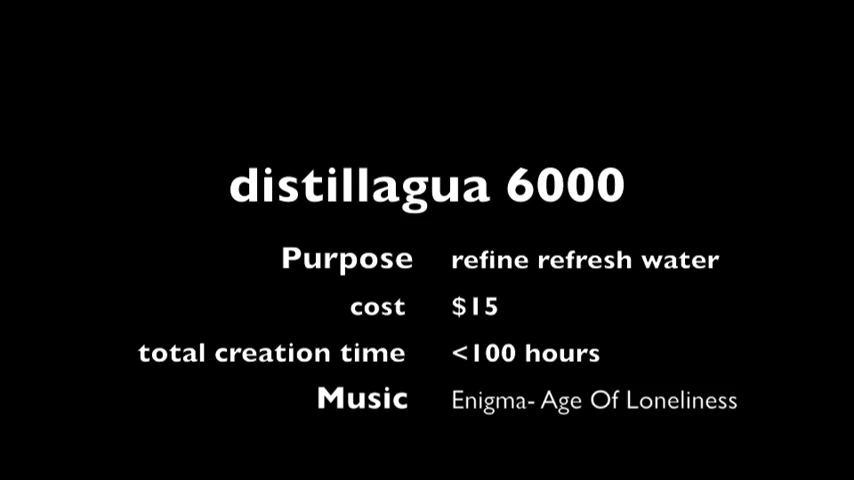 distillagua 6000
Purpose refine refresh water
cost $15
total creation time <100 hours
Music Enigma- Age Of Loneliness